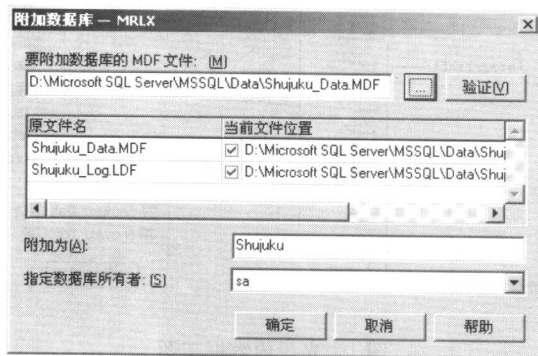 附加数据库 — MRLX
要附加数据库的 MDF 文件: (M)
D:\Microsoft SQL Server\MSSQL\Data\Shujuku_Data.MDF ... 验证(V)
原文件名 当前文件位置
Shujuku_Data.MDF D:\Microsoft SQL Server\MSSQL\Data\Shuj
Shujuku_Log.LDF D:\Microsoft SQL Server\MSSQL\Data\Shuj
附加为(A): Shujuku
指定数据库所有者: (S) sa
确定 取消 帮助